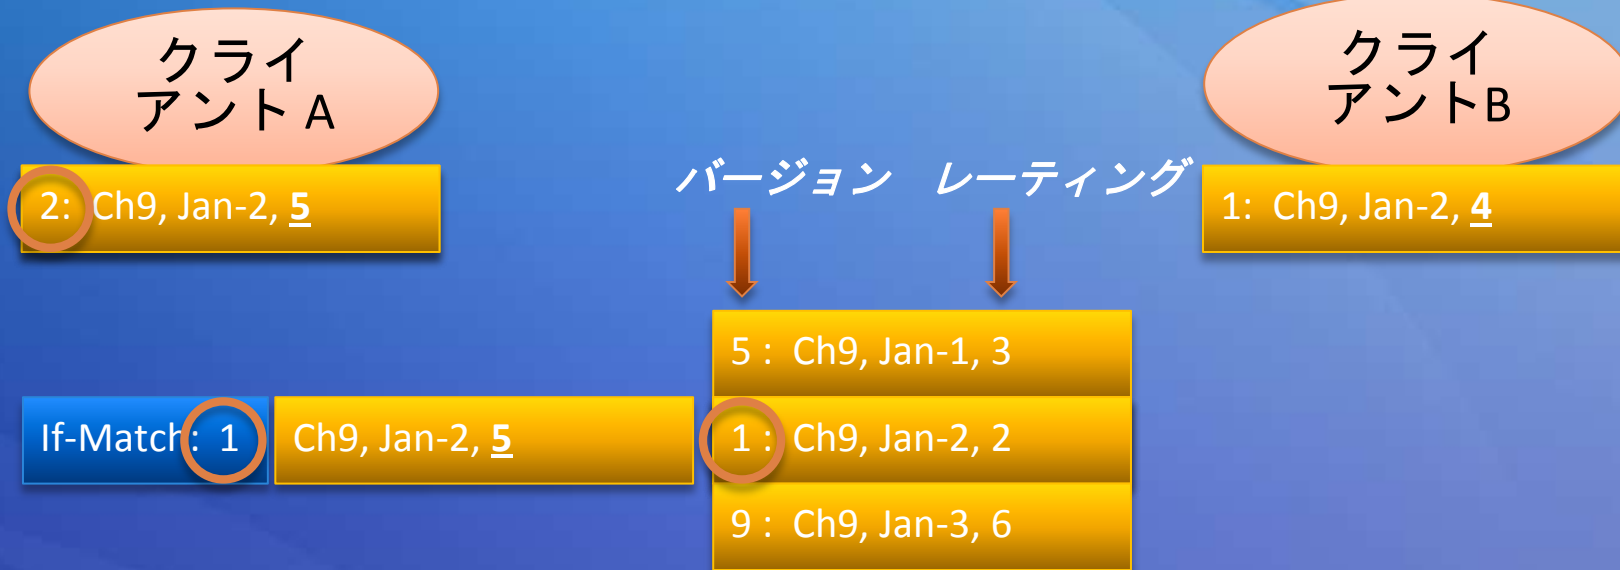 クライ
アント A
クライ
アントB
2: Ch9, Jan-2, 5
バージョン レーティング
1: Ch9, Jan-2, 4
5 : Ch9, Jan-1, 3
If-Match: 1
Ch9, Jan-2, 5
1 : Ch9, Jan-2, 2
9 : Ch9, Jan-3, 6